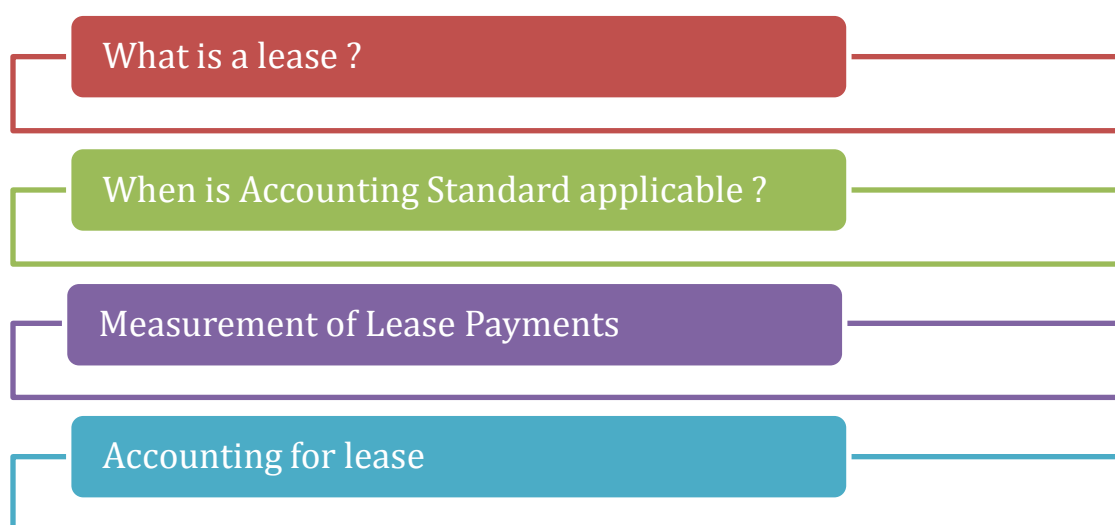 What is a lease ?
When is Accounting Standard applicable ?
Measurement of Lease Payments
Accounting for lease